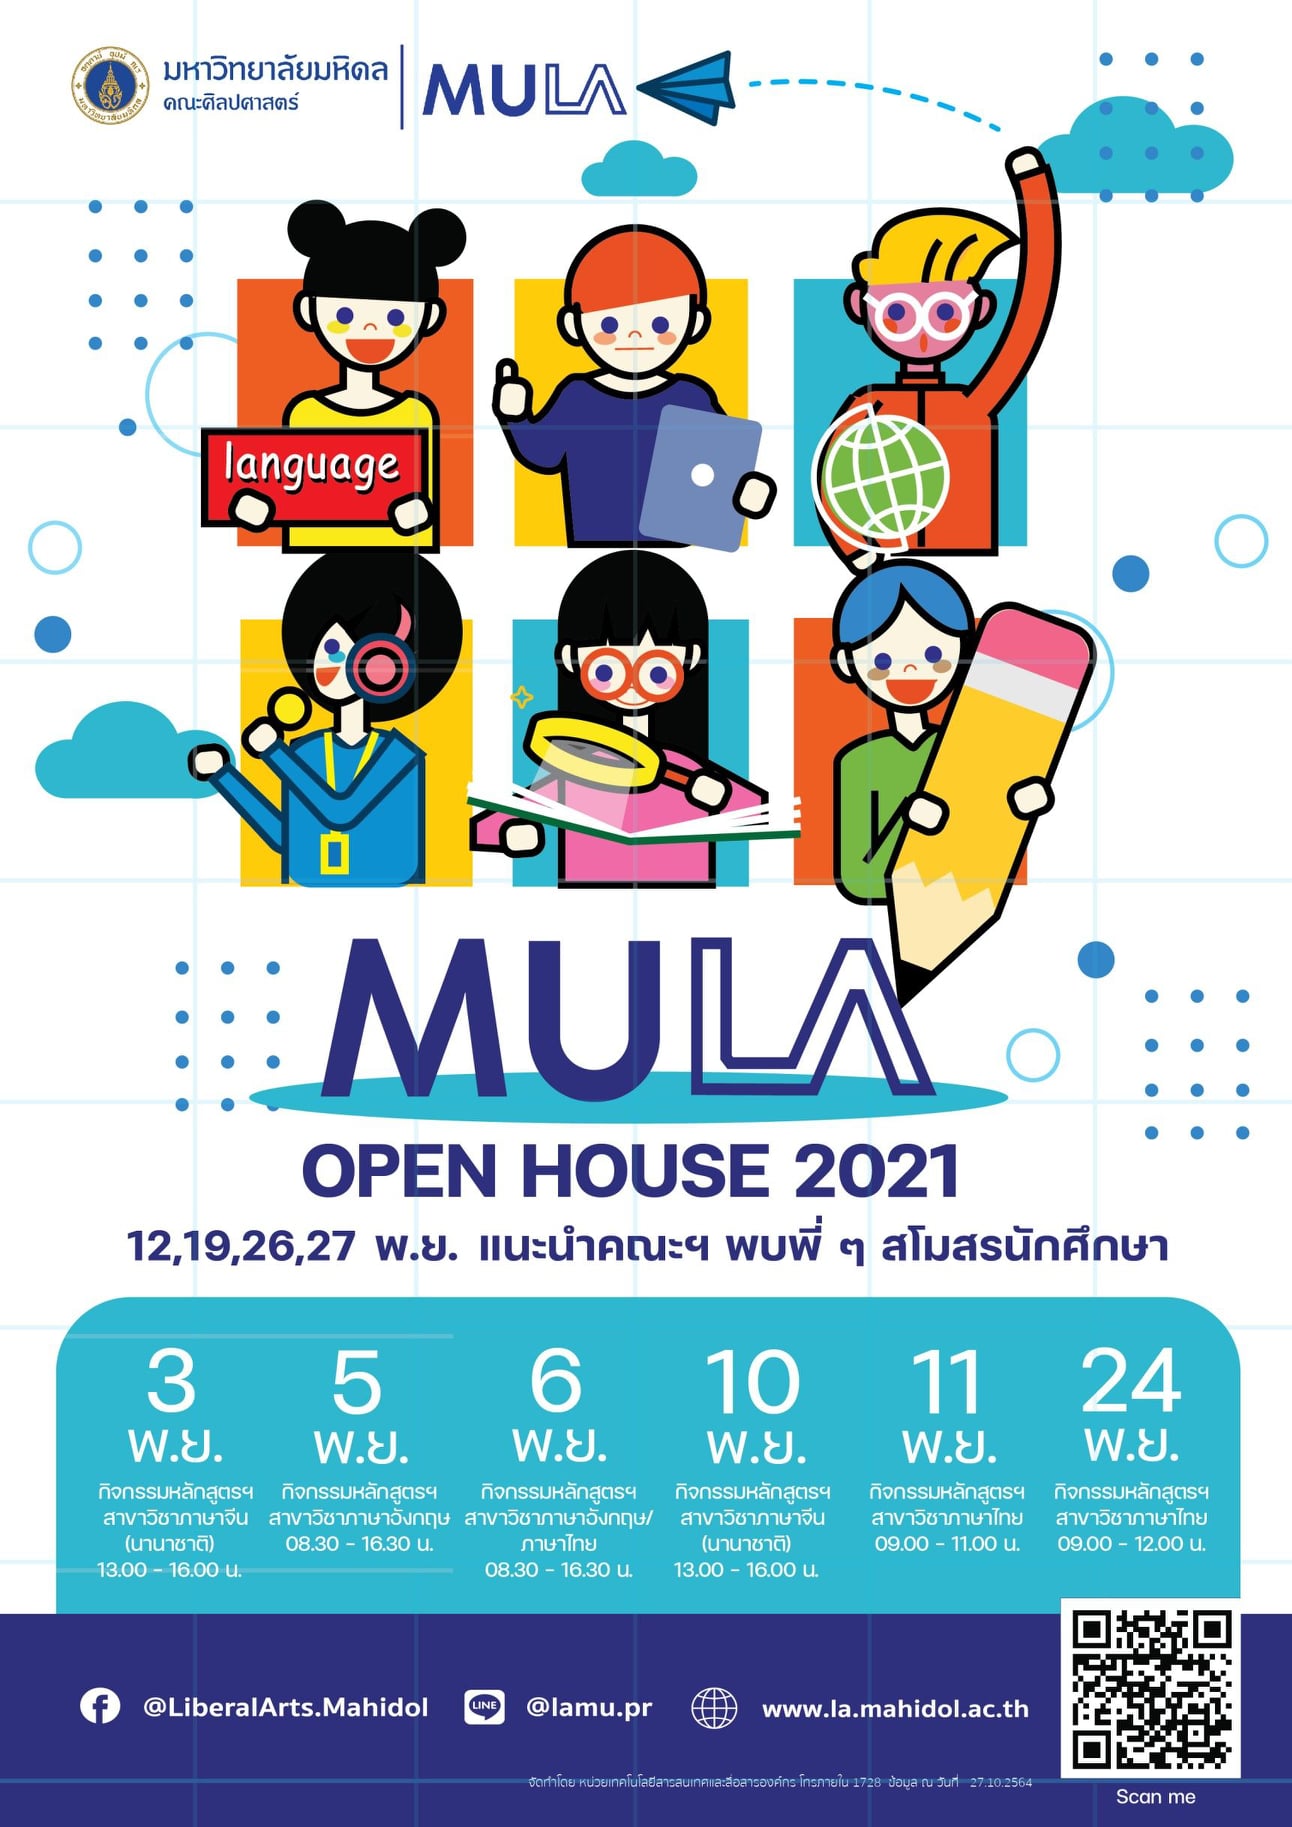 มหาวิทยาลัยมหิดล
คณะศิลปศาสตร์
MULA
language
MULA
OPEN HOUSE 2021
12,19,26,27 พ.ย. แนะนำคณะฯ พบพี่ ๆ สโมสรนักศึกษา
3
พ.ย.
กิจกรรมหลักสูตรฯ
สาขาวิชาภาษาจีน
(นานาชาติ)
13.00 - 16.00 น.
5
พ.ย.
กิจกรรมหลักสูตรฯ
สาขาวิชาภาษาอังกฤษ
08.30 - 16.30 น.
6
พ.ย.
กิจกรรมหลักสูตรฯ
สาขาวิชาภาษาอังกฤษ/
ภาษาไทย
08.30 - 16.30 น.
10
พ.ย.
กิจกรรมหลักสูตรฯ
สาขาวิชาภาษาจีน
(นานาชาติ)
13.00 - 16.00 น.
11
พ.ย.
กิจกรรมหลักสูตรฯ
สาขาวิชาภาษาไทย
09.00 - 11.00 น.
24
พ.ย.
กิจกรรมหลักสูตรฯ
สาขาวิชาภาษาไทย
09.00 - 12.00 น.
@LiberalArts.Mahidol
LINE
@lamu.pr
www.la.mahidol.ac.th
จัดทำโดย หน่วยเทคโนโลยีสารสนเทศและสื่อสารองค์กร โทรภายใน 1728 ข้อมูล ณ วันที่ 27.10.2564
Scan me